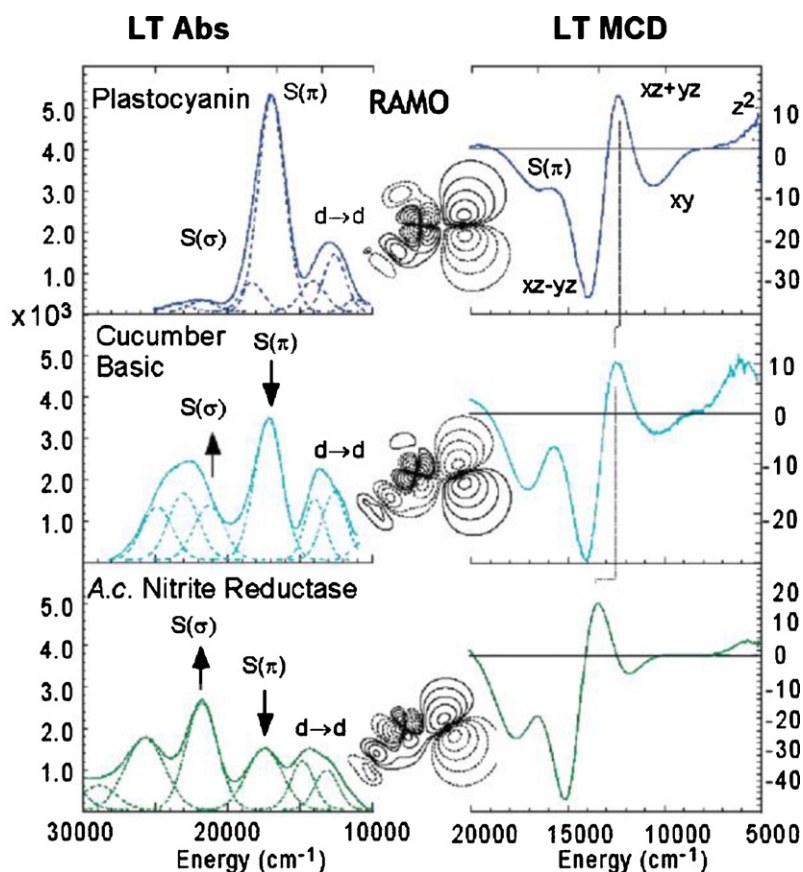 LT Abs
LT MCD
Plastocyanin
S(π)
RAMO
S(σ)
d→d
5.0
4.0
3.0
2.0
1.0
x10³
xz+yz
z²
S(π)
xy
xz-yz
10
0
-10
-20
-30
Cucumber
Basic
S(π)
S(σ)
d→d
5.0
4.0
3.0
2.0
1.0
10
0
-10
-20
A.c. Nitrite Reductase
S(σ)
S(π)
d→d
5.0
4.0
3.0
2.0
1.0
20
10
0
-10
-20
-30
-40
30000 20000 10000
Energy (cm⁻¹)
20000 15000 10000 5000
Energy (cm⁻¹)